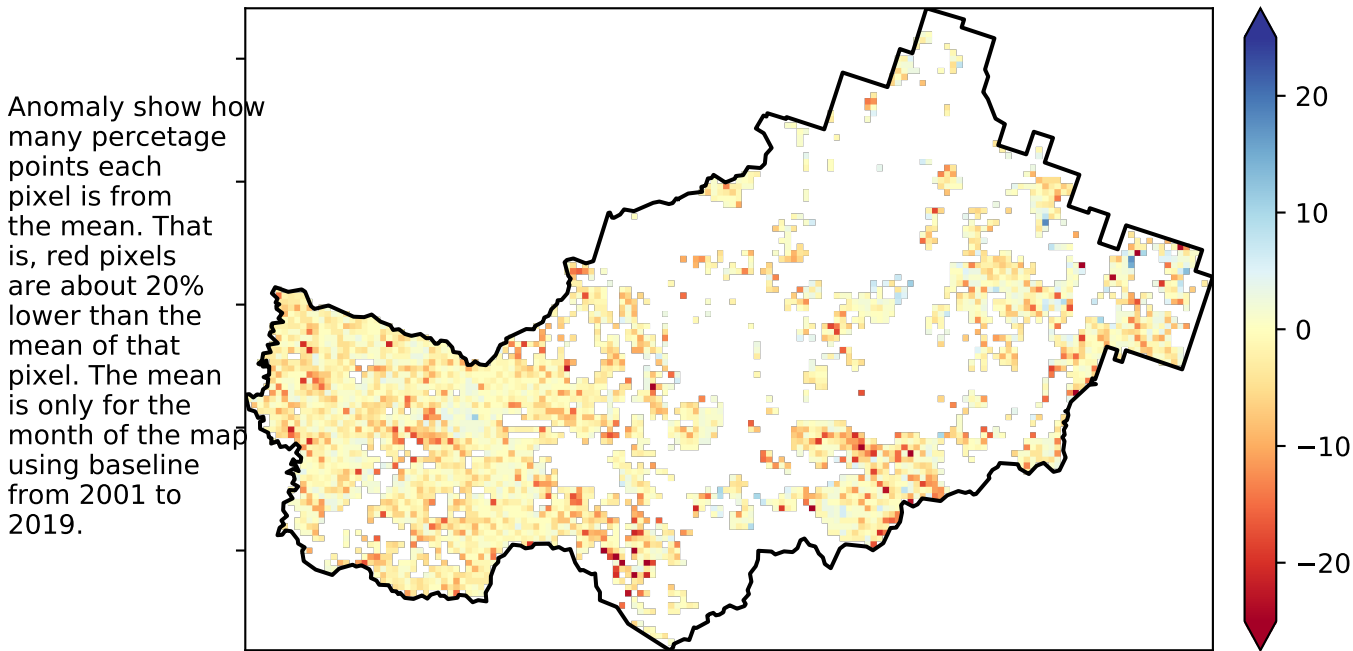 Anomaly show how
many percetage
points each
pixel is from
the mean. That
is, red pixels
are about 20%
lower than the
mean of that
pixel. The mean
is only for the
month of the map
using baseline
from 2001 to
2019.
20
10
0
−10
−20